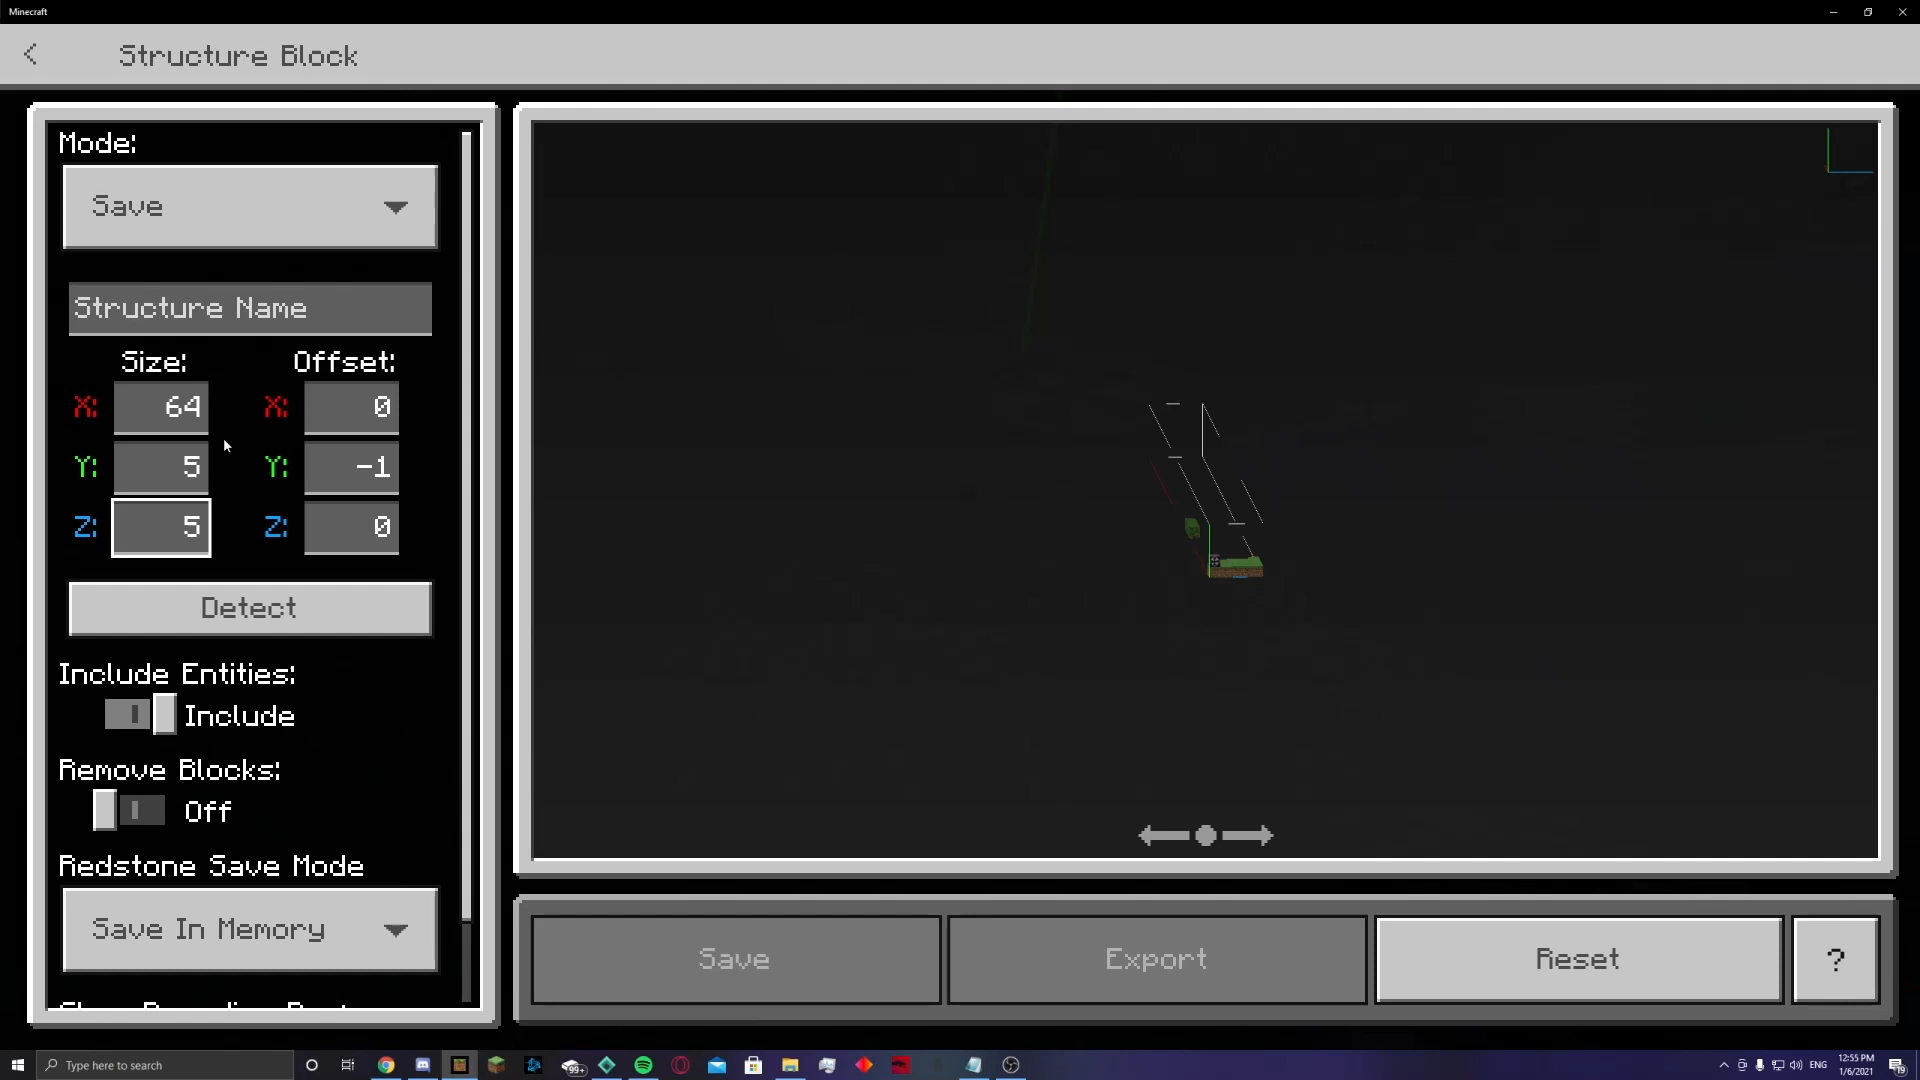 Minecraft
Structure Block
Mode:
Save
Structure Name
Size: Offset:
X: 64 X: 0
Y: 5 Y: -1
Z: 5 Z: 0
Detect
Include Entities:
Include
Remove Blocks:
Off
Redstone Save Mode
Save In Memory
Save Export Reset ?
Type here to search
99+
ENG
12:55 PM
1/6/2021
19